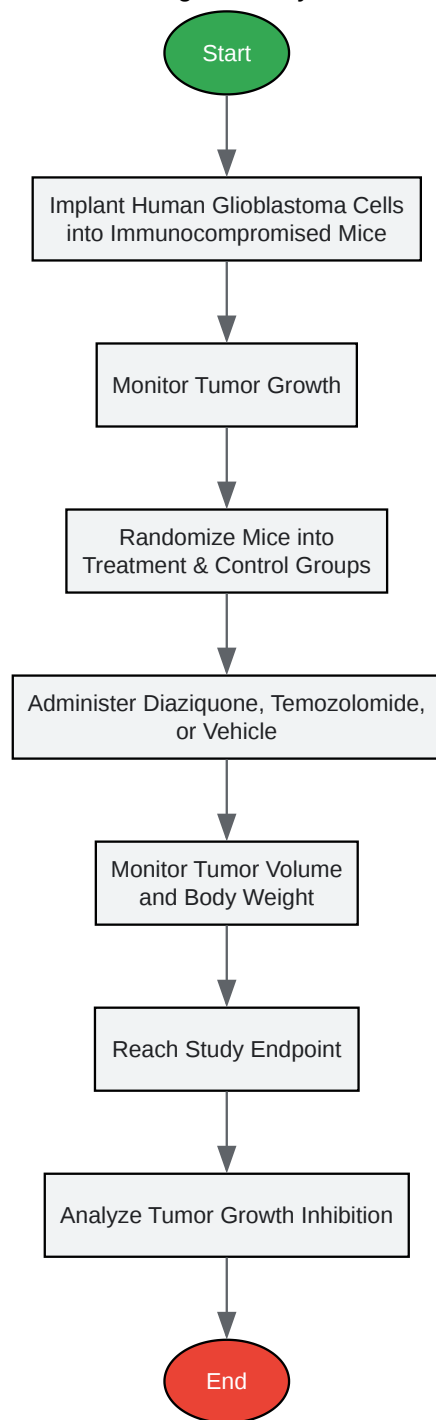 Start
Implant Human Glioblastoma Cells
into Immunocompromised Mice
Monitor Tumor Growth
Randomize Mice into
Treatment & Control Groups
Administer Diaziquone, Temozolomide,
or Vehicle
Monitor Tumor Volume
and Body Weight
Reach Study Endpoint
Analyze Tumor Growth Inhibition
End